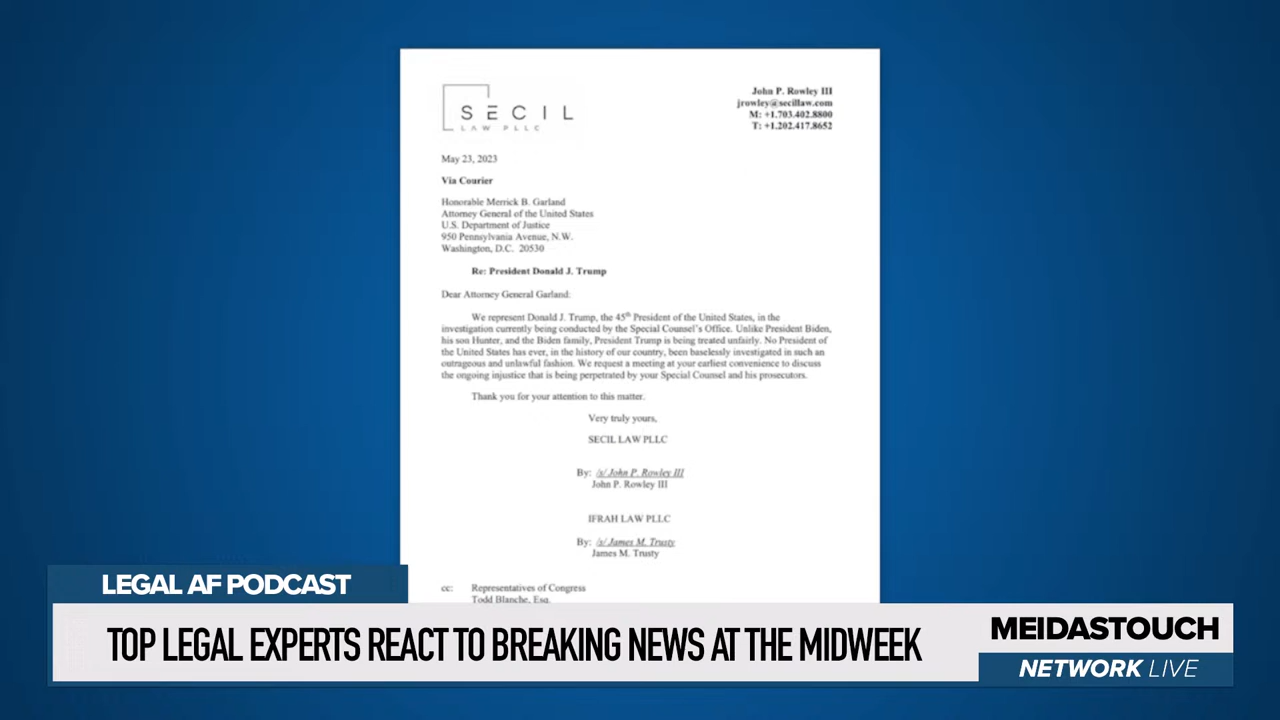 SECIL
LAW PLLC
John P. Rowley III
jrowley@secillaw.com
M: +1.703.402.8800
T: +1.202.417.8652
May 23, 2023
Via Courier
Honorable Merrick B. Garland
Attorney General of the United States
U.S. Department of Justice
950 Pennsylvania Avenue, N.W.
Washington, D.C. 20530
Re: President Donald J. Trump
Dear Attorney General Garland:
We represent Donald J. Trump, the 45th President of the United States, in the
investigation currently being conducted by the Special Counsel's Office. Unlike President Biden,
his son Hunter, and the Biden family, President Trump is being treated unfairly. No President of
the United States has ever, in the history of our country, been baselessly investigated in such an
outrageous and unlawful fashion. We request a meeting at your earliest convenience to discuss
the ongoing injustice that is being perpetrated by your Special Counsel and his prosecutors.
Thank you for your attention to this matter.
Very truly yours,
SECIL LAW PLLC
By: /s/ John P. Rowley III
John P. Rowley III
IFRAH LAW PLLC
By: /s/ James M. Trusty
James M. Trusty
cc: Representatives of Congress
Todd Blanche, Esq.
LEGAL AF PODCAST
TOP LEGAL EXPERTS REACT TO BREAKING NEWS AT THE MIDWEEK
MEIDASTOUCH
NETWORK LIVE